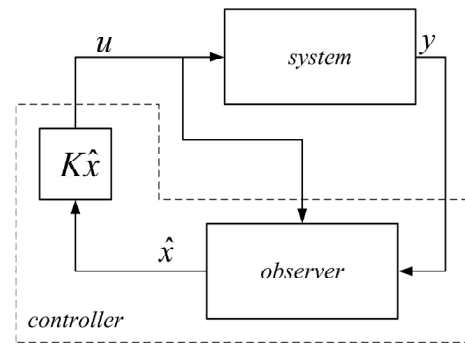 u
system
y
Kx̂
x̂
observer
controller